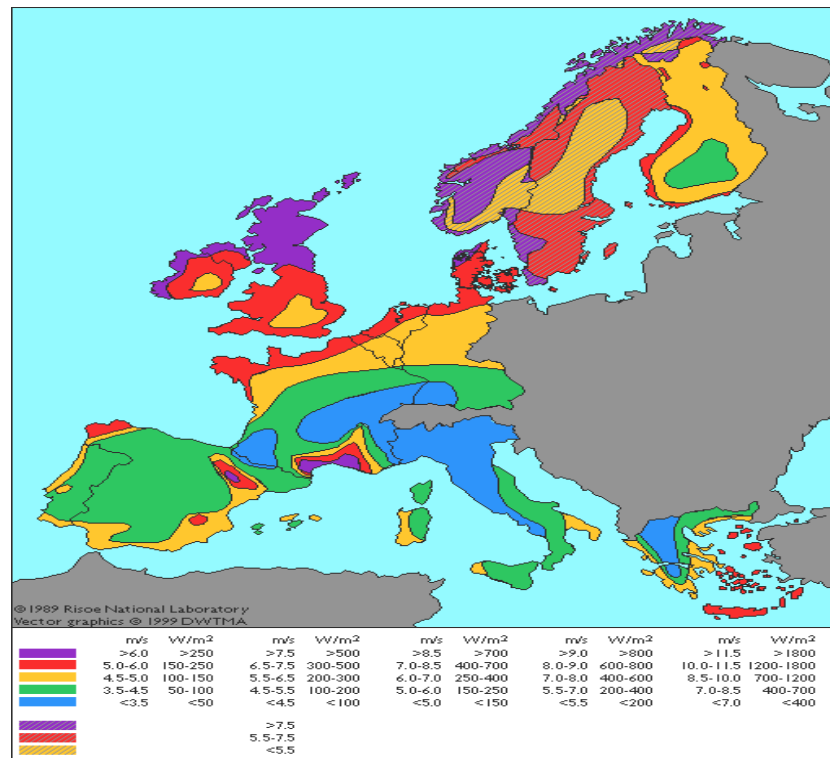 ©1989 Risoe National Laboratory
Vector graphics © 1999 DWTMA
m/s W/m² m/s W/m² m/s W/m² m/s W/m² m/s W/m²
>6.0 >250 >7.5 >500 >8.5 >700 >9.0 >800 >11.5 >1800
5.0-6.0 150-250 6.5-7.5 300-500 7.0-8.5 400-700 8.0-9.0 600-800 10.0-11.5 1200-1800
4.5-5.0 100-150 5.5-6.5 200-300 6.0-7.0 250-400 7.0-8.0 400-600 8.5-10.0 700-1200
3.5-4.5 50-100 4.5-5.5 100-200 5.0-6.0 150-250 5.5-7.0 200-400 7.0-8.5 400-700
<3.5 <50 <4.5 <100 <5.0 <150 <5.5 <200 <7.0 <400
>7.5
5.5-7.5
<5.5